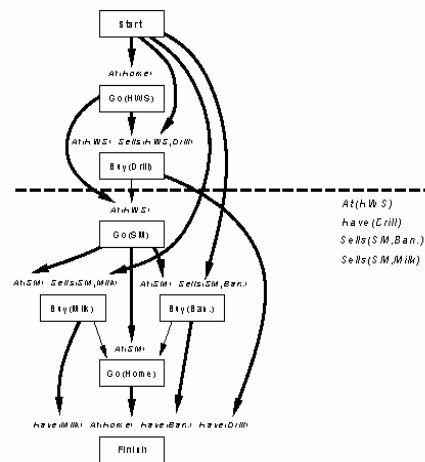 Start
At(Home)
Go(HWS)
At(HWS) Sells(HWS,Drill)
Buy(Drill)
At(HWS)
At(HWS)
Have(Drill)
Sells(SM,Ban.)
Sells(SM,Milk)
Go(SM)
At(SM) Sells(SM,Milk) At(SM) Sells(SM,Ban.)
Buy(Milk) Buy(Ban.)
At(SM)
Go(Home)
Have(Milk) At(Home) Have(Ban.) Have(Drill)
Finish